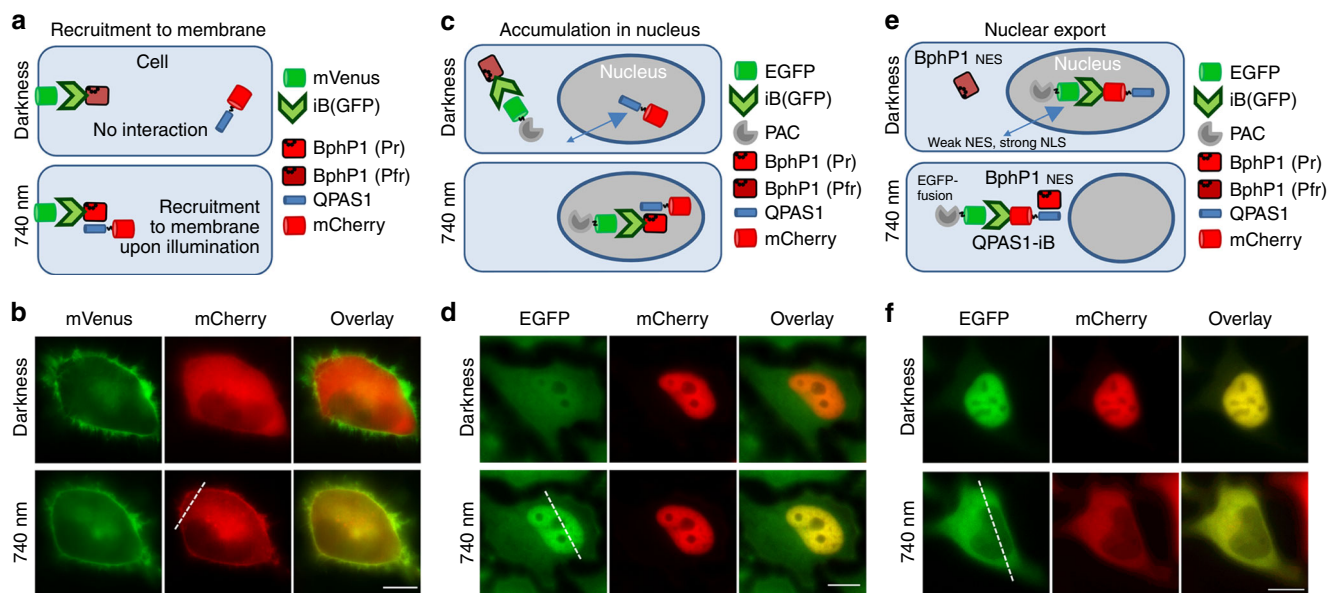 a
Recruitment to membrane
Darkness
Cell
No interaction
740 nm
Recruitment
to membrane
upon illumination
mVenus
iB(GFP)
BphP1 (Pr)
BphP1 (Pfr)
QPAS1
mCherry
b
mVenus
mCherry
Overlay
Darkness
740 nm
c
Accumulation in nucleus
Darkness
Nucleus
740 nm
EGFP
iB(GFP)
PAC
BphP1 (Pr)
BphP1 (Pfr)
QPAS1
mCherry
d
EGFP
mCherry
Overlay
Darkness
740 nm
e
Nuclear export
Darkness
BphP1 NES
Nucleus
Weak NES, strong NLS
740 nm
EGFP-
fusion
BphP1 NES
QPAS1-iB
EGFP
iB(GFP)
PAC
BphP1 (Pr)
BphP1 (Pfr)
QPAS1
mCherry
f
EGFP
mCherry
Overlay
Darkness
740 nm